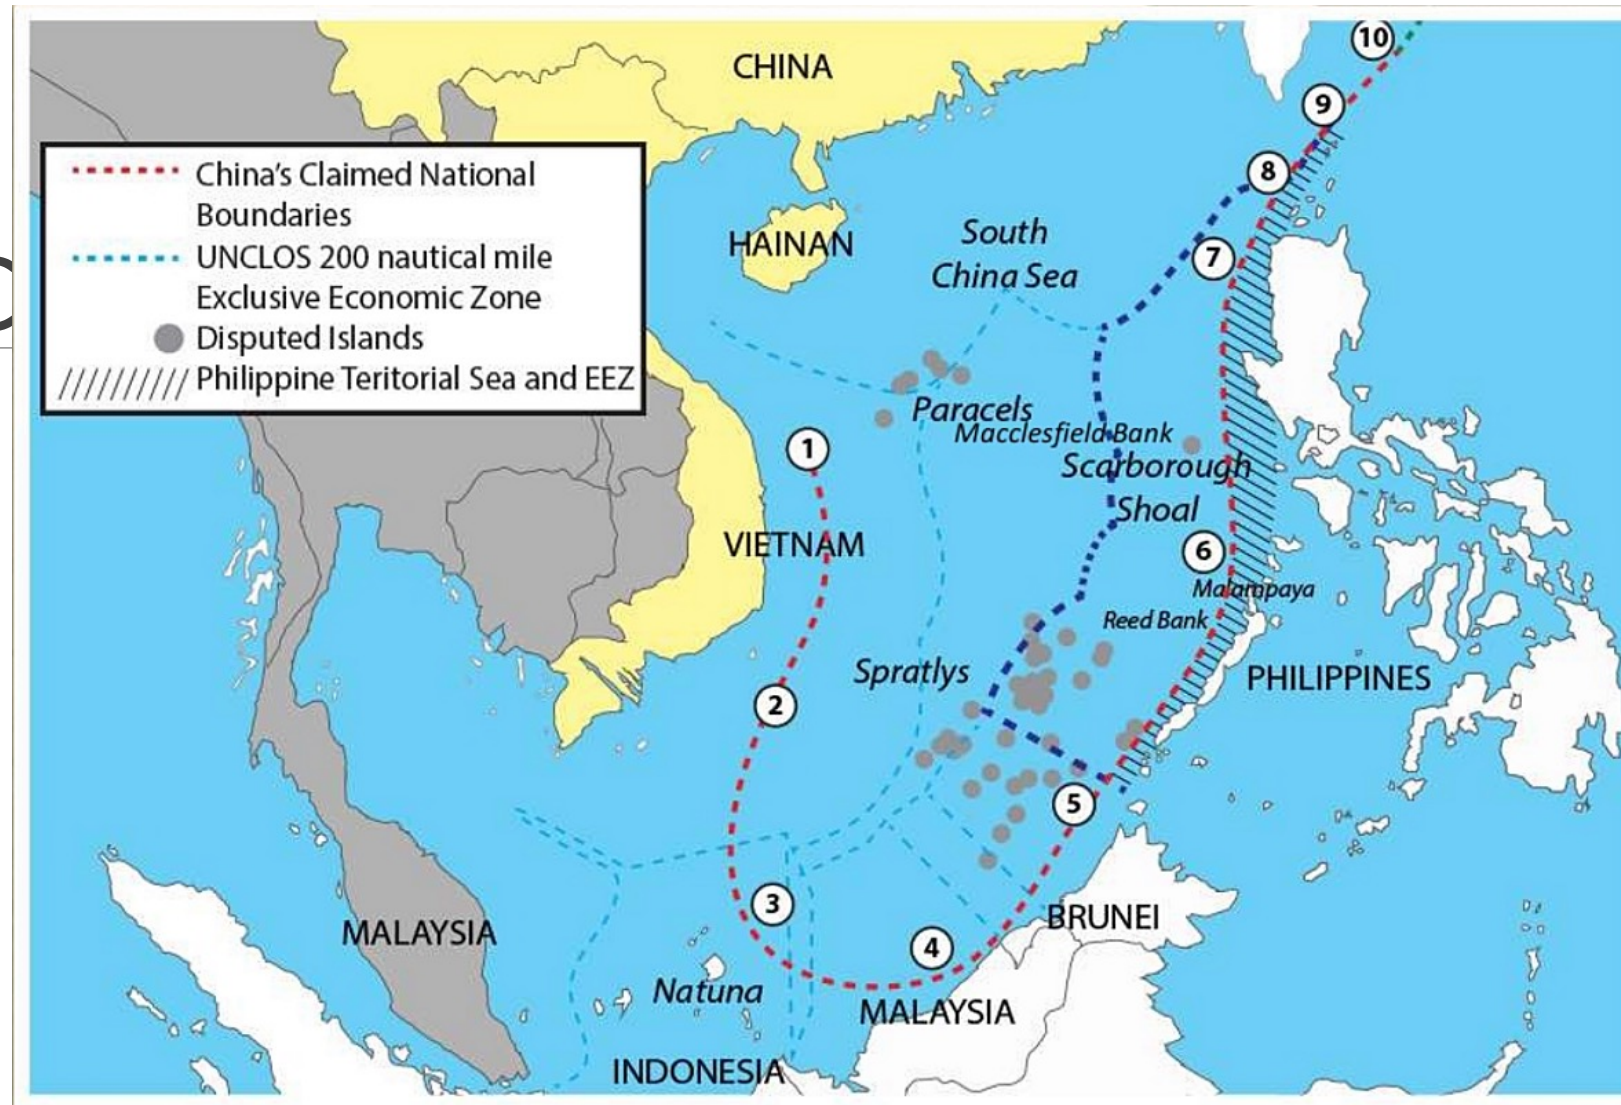 CHINA
10
9
China's Claimed National
Boundaries
8
HAINAN
South
China Sea
UNCLOS 200 nautical mile
Exclusive Economic Zone
7
Disputed Islands
Philippine Teritorial Sea and EEZ
Paracels
Macclesfield Bank
1
Scarborough
Shoal
VIETNAM
6
Malampaya
Reed Bank
Spratlys
PHILIPPINES
2
5
3
BRUNEI
MALAYSIA
4
Natuna
MALAYSIA
INDONESIA